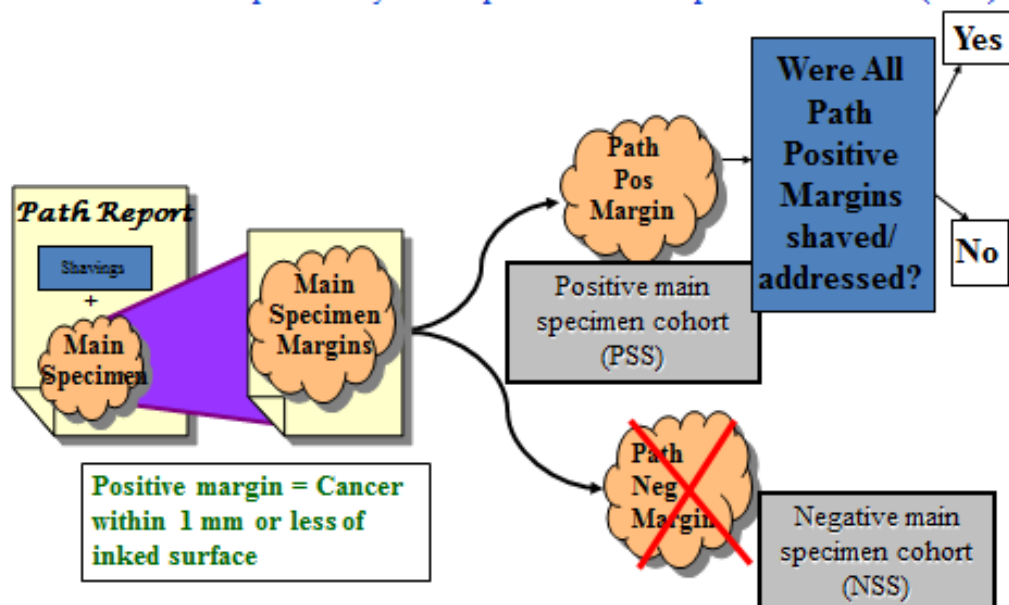 Path Report
Shavings
+
Main
Specimen
Main
Specimen
Margins
Positive margin = Cancer
within 1 mm or less of
inked surface
Path
Pos
Margin
Positive main
specimen cohort
(PSS)
Were All
Path
Positive
Margins
shaved/
addressed?
Yes
No
Path
Neg
Margin
Negative main
specimen cohort
(NSS)